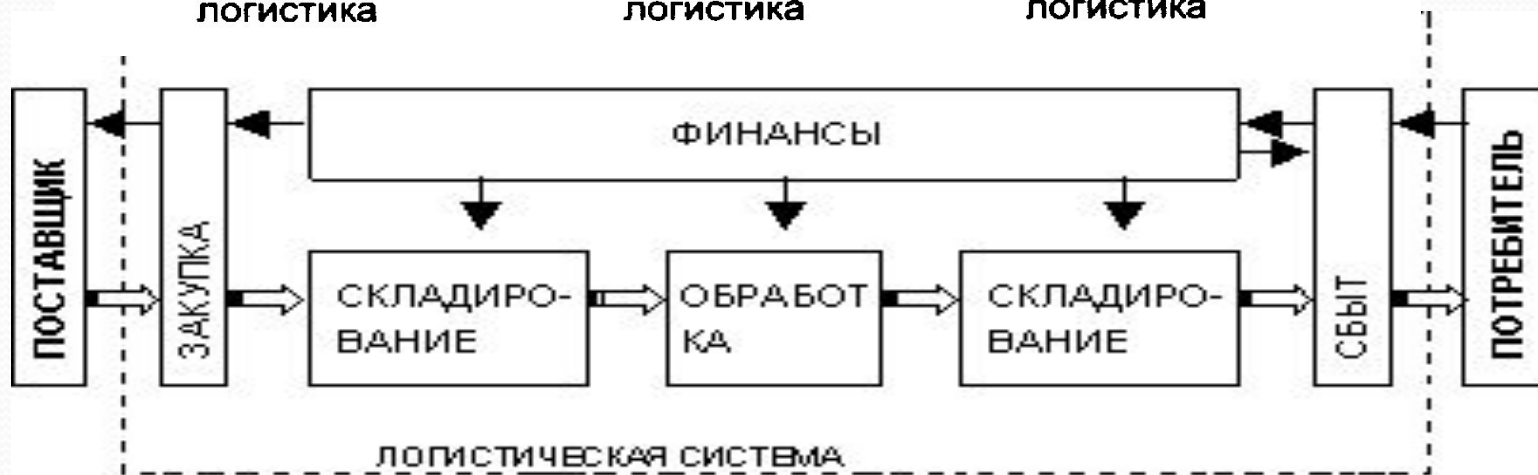 логистика логистика логистика
ФИНАНСЫ
ПОСТАВЩИК
ЗАКУПКА
СКЛАДИРО-
ВАНИЕ
ОБРАБОТ
КА
СКЛАДИРО-
ВАНИЕ
СБЫТ
ПОТРЕБИТЕЛЬ
ЛОГИСТИЧЕСКАЯ СИСТЕМА